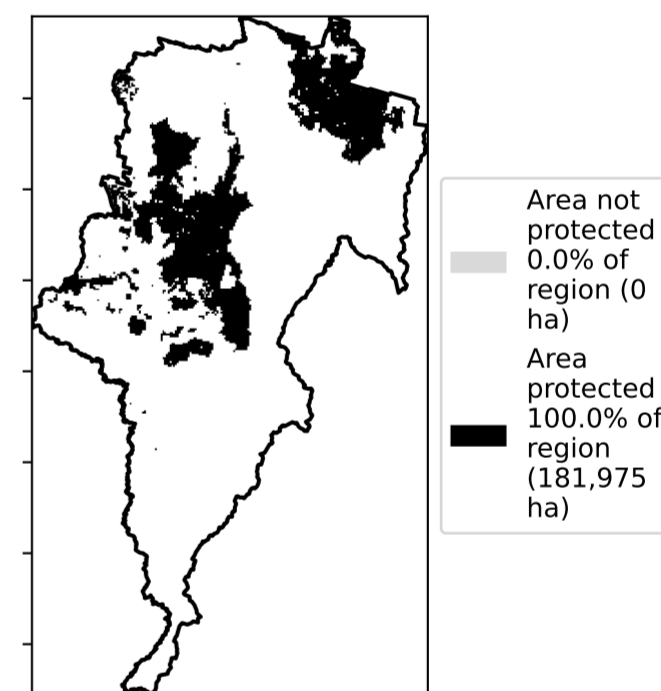 Area not
protected
0.0% of
region (0
ha)
Area
protected
100.0% of
region
(181,975
ha)